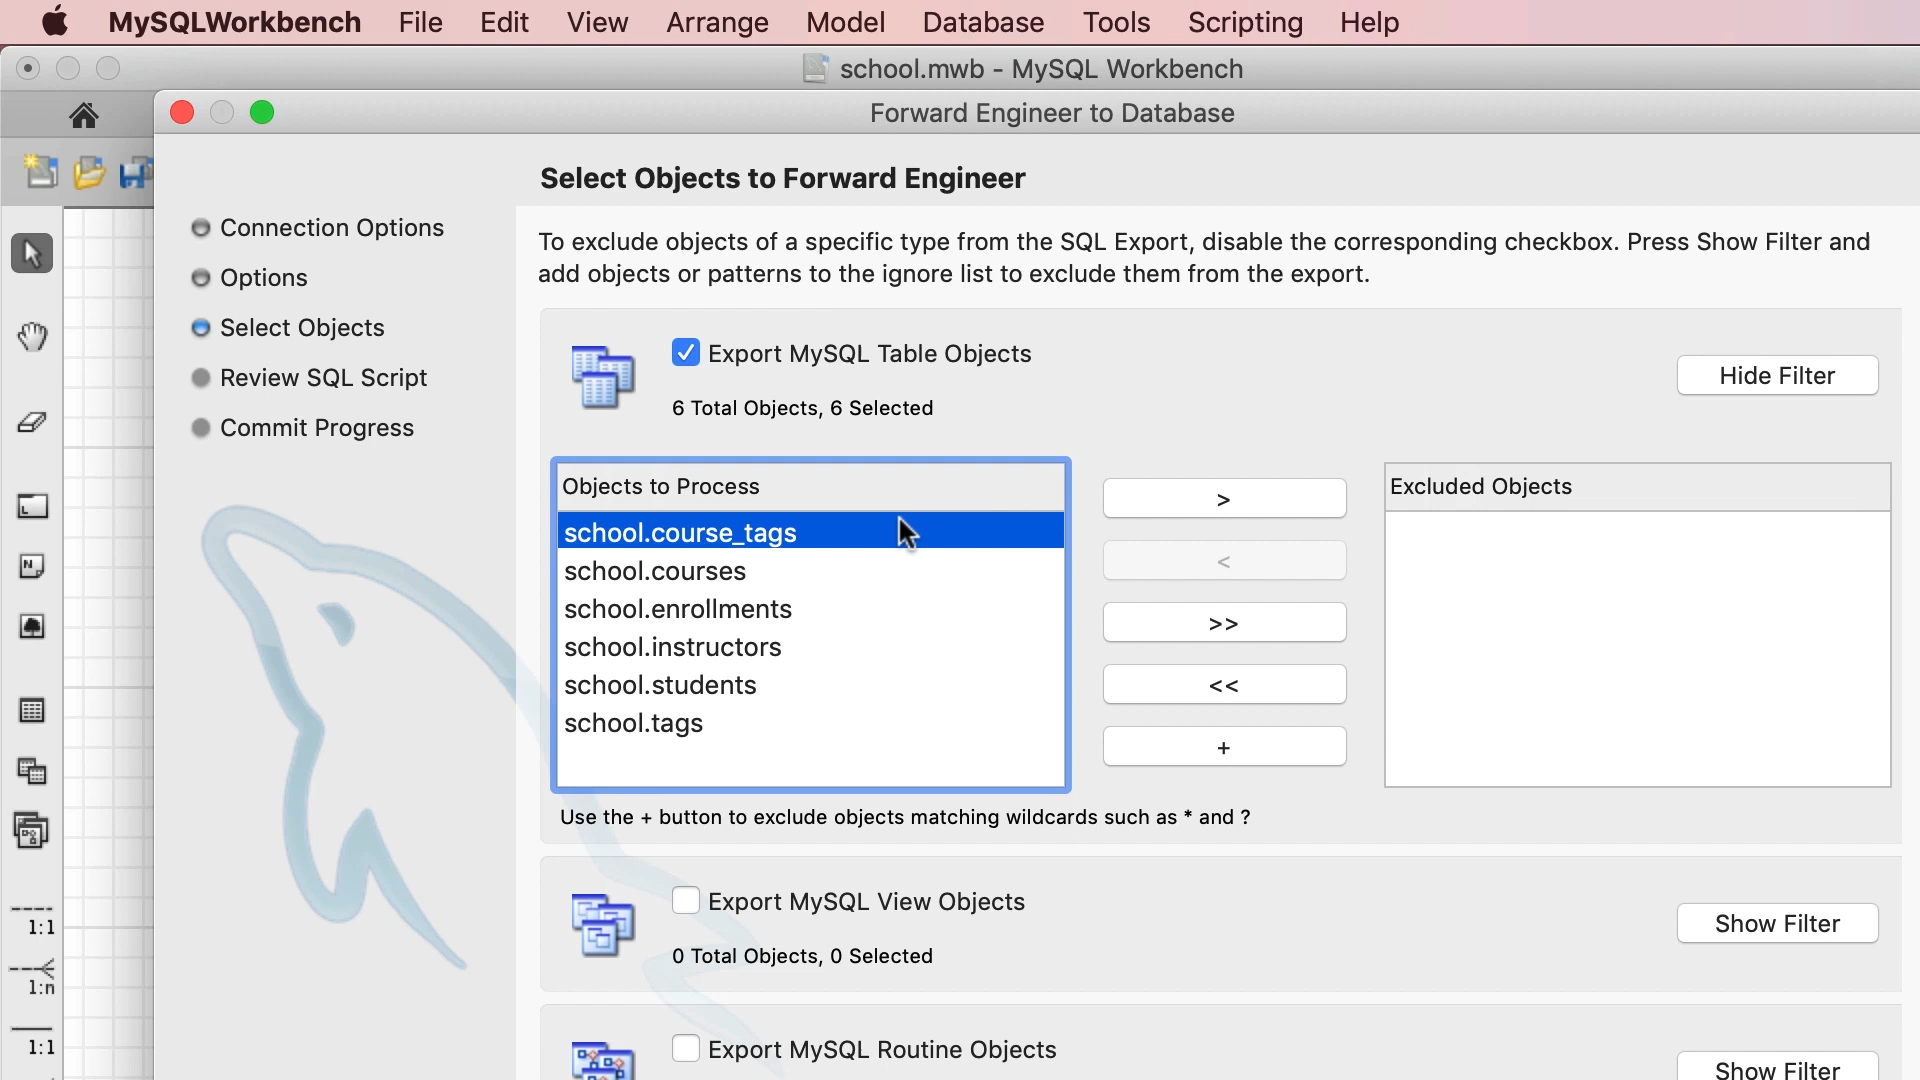 MySQLWorkbench File Edit View Arrange Model Database Tools Scripting Help
school.mwb - MySQL Workbench
Forward Engineer to Database
Select Objects to Forward Engineer
Connection Options
Options
Select Objects
Review SQL Script
Commit Progress
To exclude objects of a specific type from the SQL Export, disable the corresponding checkbox. Press Show Filter and
add objects or patterns to the ignore list to exclude them from the export.
Export MySQL Table Objects
6 Total Objects, 6 Selected
Hide Filter
Objects to Process
school.course_tags
school.courses
school.enrollments
school.instructors
school.students
school.tags
>
<
>>
<<
+
Excluded Objects
Use the + button to exclude objects matching wildcards such as * and ?
Export MySQL View Objects
0 Total Objects, 0 Selected
Show Filter
Export MySQL Routine Objects
Show Filter
1:1
1:n
1:1